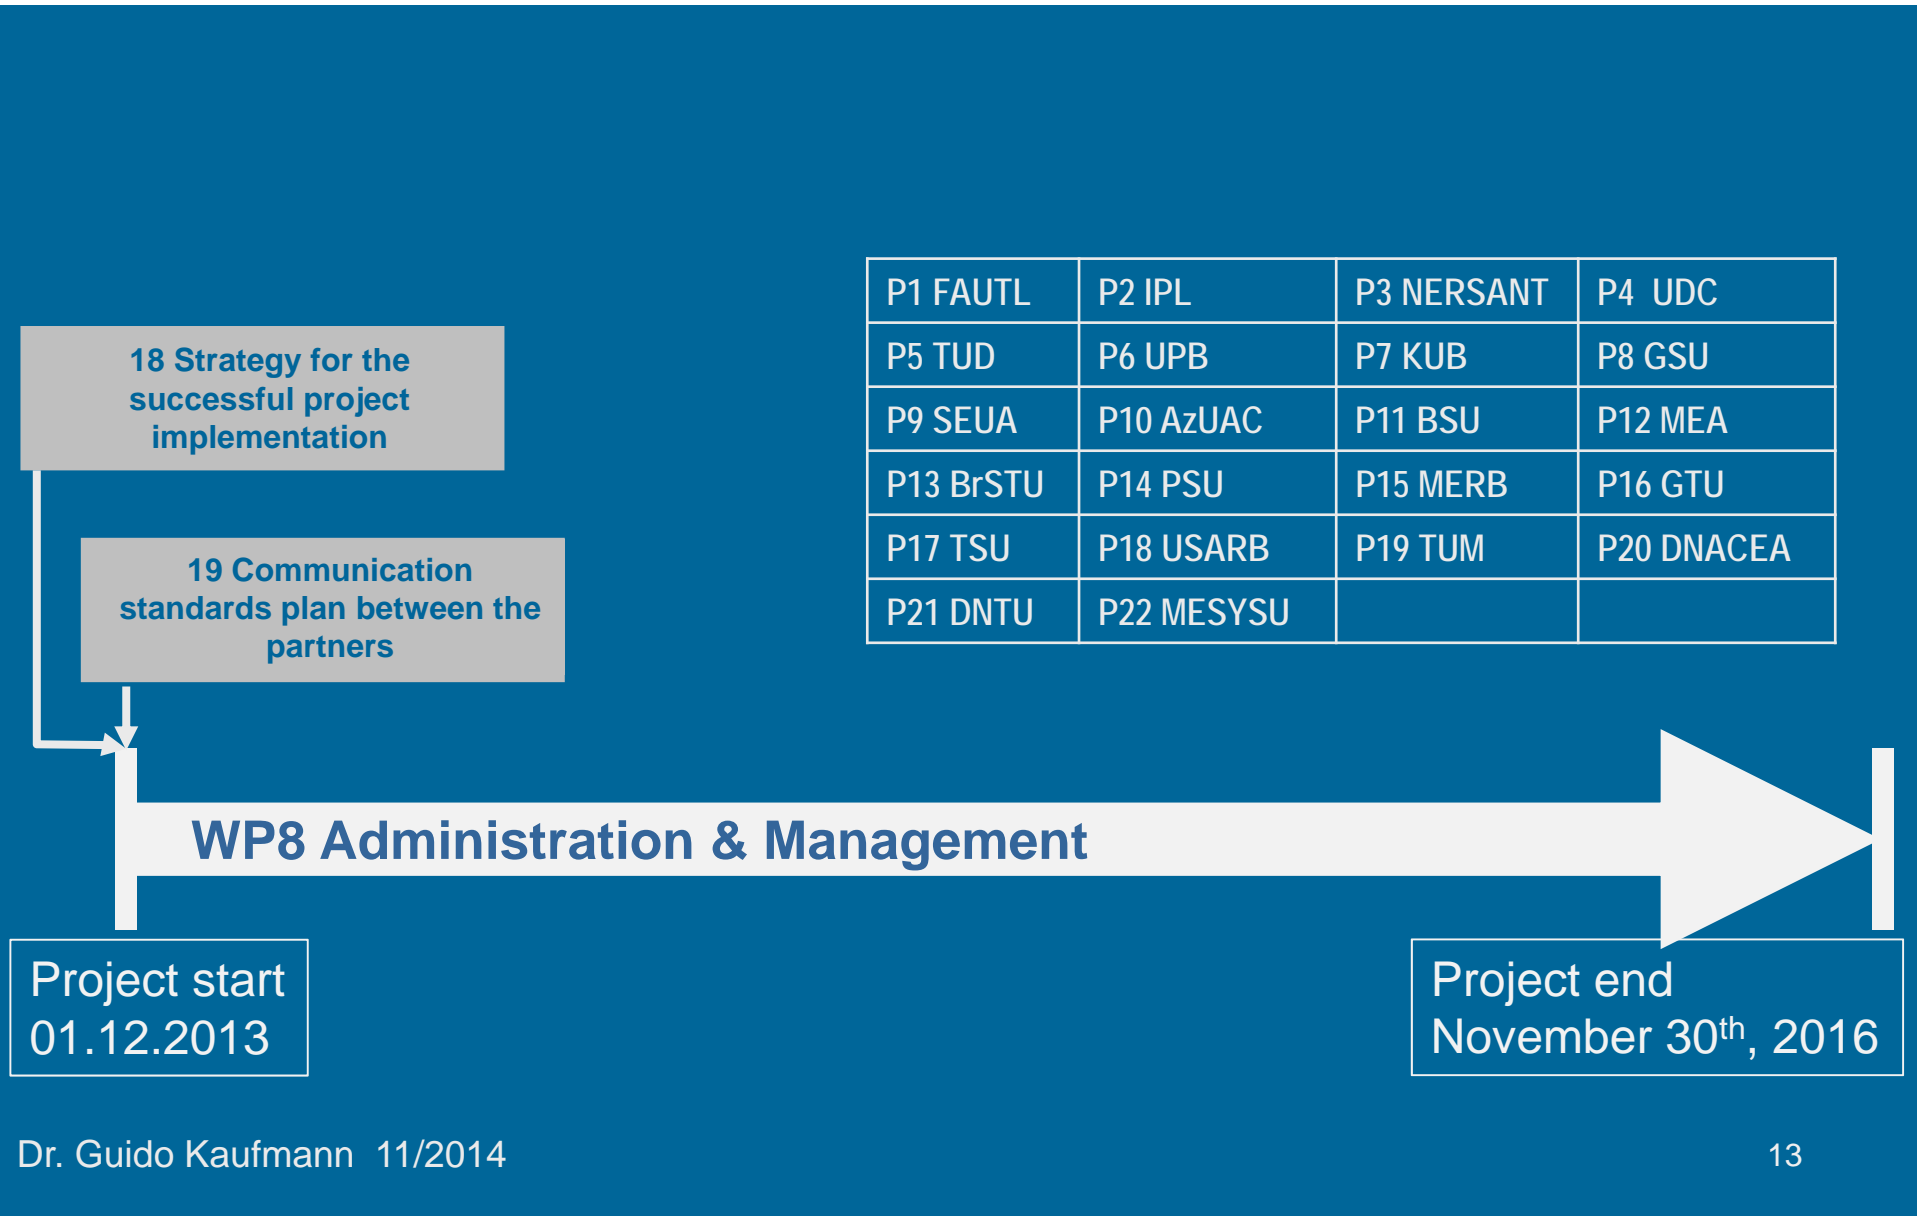 P1 FAUTL P2 IPL P3 NERSANT P4 UDC
P5 TUD P6 UPB P7 KUB P8 GSU
P9 SEUA P10 AzUAC P11 BSU P12 MEA
P13 BrSTU P14 PSU P15 MERB P16 GTU
P17 TSU P18 USARB P19 TUM P20 DNACEA
P21 DNTU P22 MESYSU
18 Strategy for the
successful project
implementation
19 Communication
standards plan between the
partners
WP8 Administration & Management
Project start
01.12.2013
Project end
November 30th, 2016
Dr. Guido Kaufmann 11/2014
13